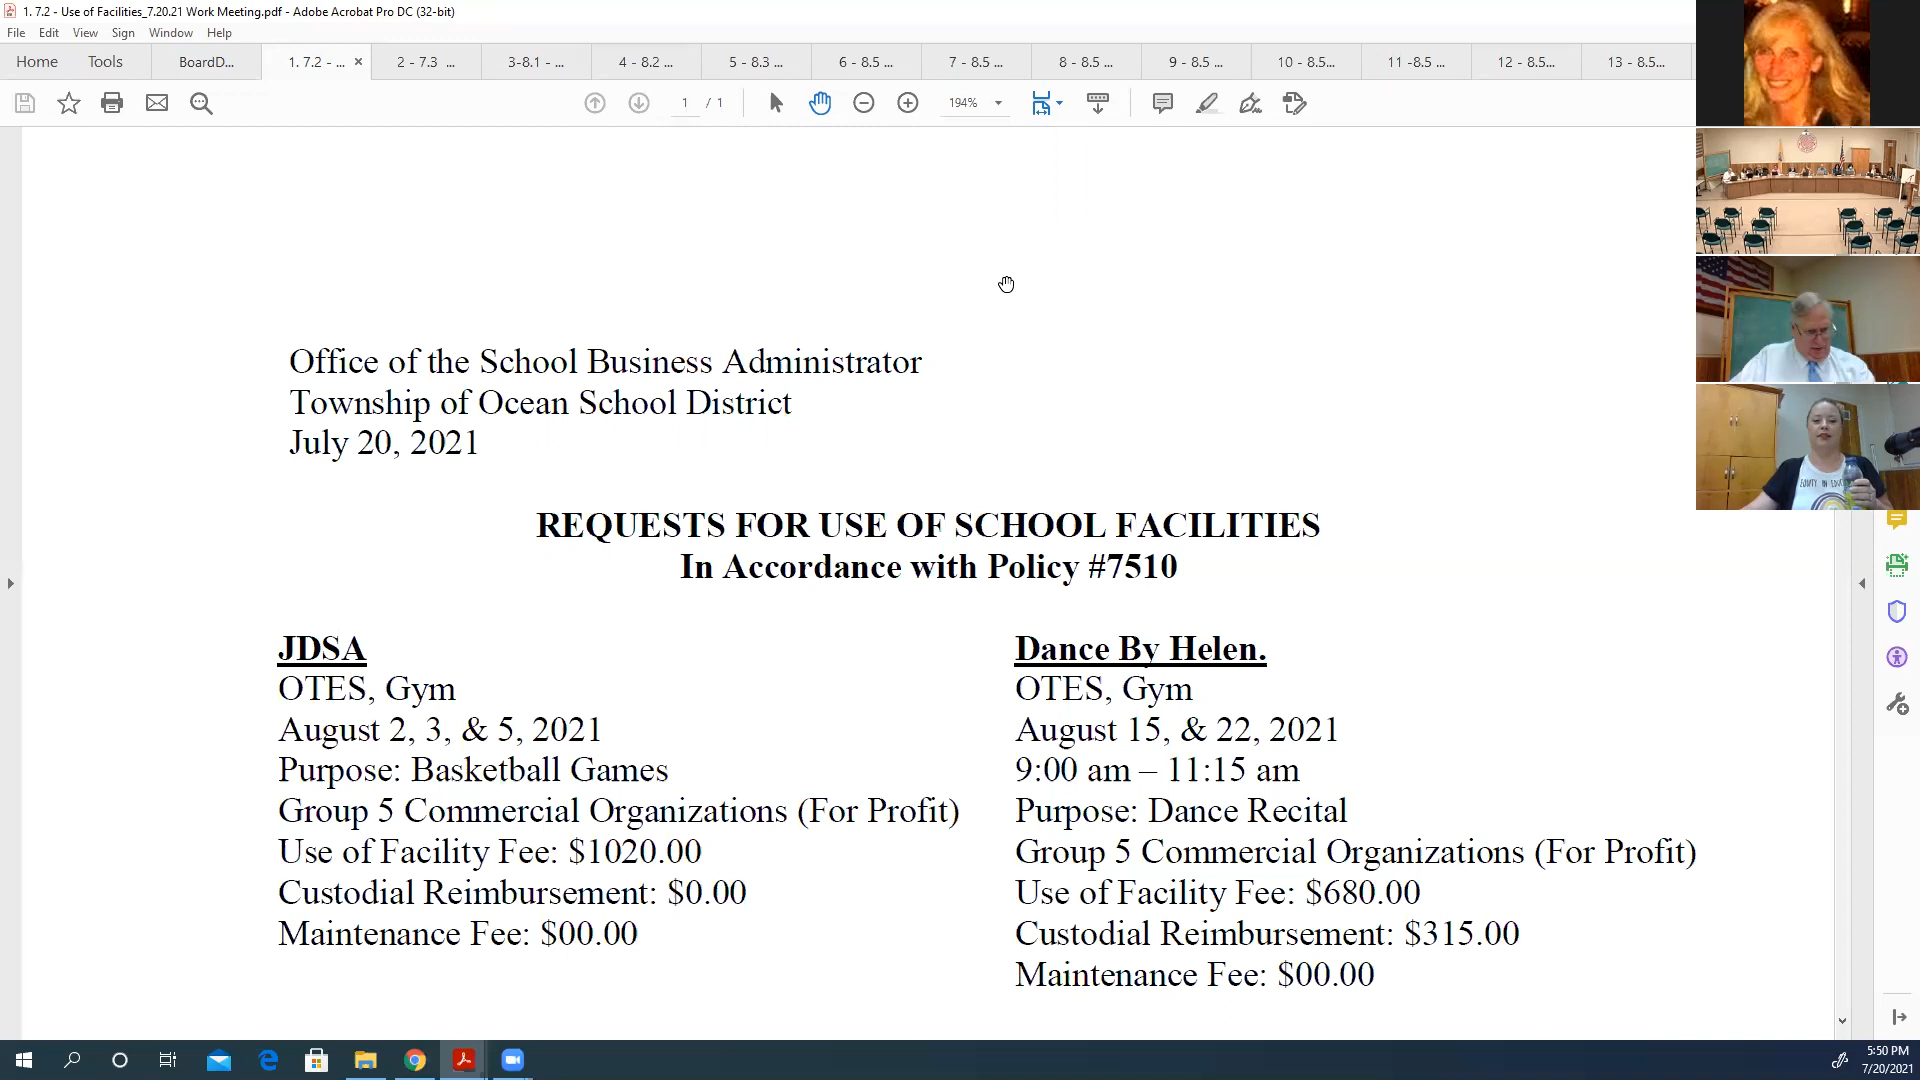 1. 7.2 - Use of Facilities_7.20.21 Work Meeting.pdf - Adobe Acrobat Pro DC (32-bit)
File Edit View Sign Window Help
Home Tools BoardD... 1. 7.2 - ... × 2 - 7.3 ... 3-8.1 - ... 4 - 8.2 ... 5 - 8.3 ... 6 - 8.5 ... 7 - 8.5 ... 8 - 8.5 ... 9 - 8.5 ... 10 - 8.5... 11 -8.5 ... 12 - 8.5... 13 - 8.5...
1 / 1 194%
Office of the School Business Administrator
Township of Ocean School District
July 20, 2021
REQUESTS FOR USE OF SCHOOL FACILITIES
In Accordance with Policy #7510
JDSA
OTES, Gym
August 2, 3, & 5, 2021
Purpose: Basketball Games
Group 5 Commercial Organizations (For Profit)
Use of Facility Fee: $1020.00
Custodial Reimbursement: $0.00
Maintenance Fee: $00.00
Dance By Helen.
OTES, Gym
August 15, & 22, 2021
9:00 am – 11:15 am
Purpose: Dance Recital
Group 5 Commercial Organizations (For Profit)
Use of Facility Fee: $680.00
Custodial Reimbursement: $315.00
Maintenance Fee: $00.00
EQUITY IN
5:50 PM
7/20/2021